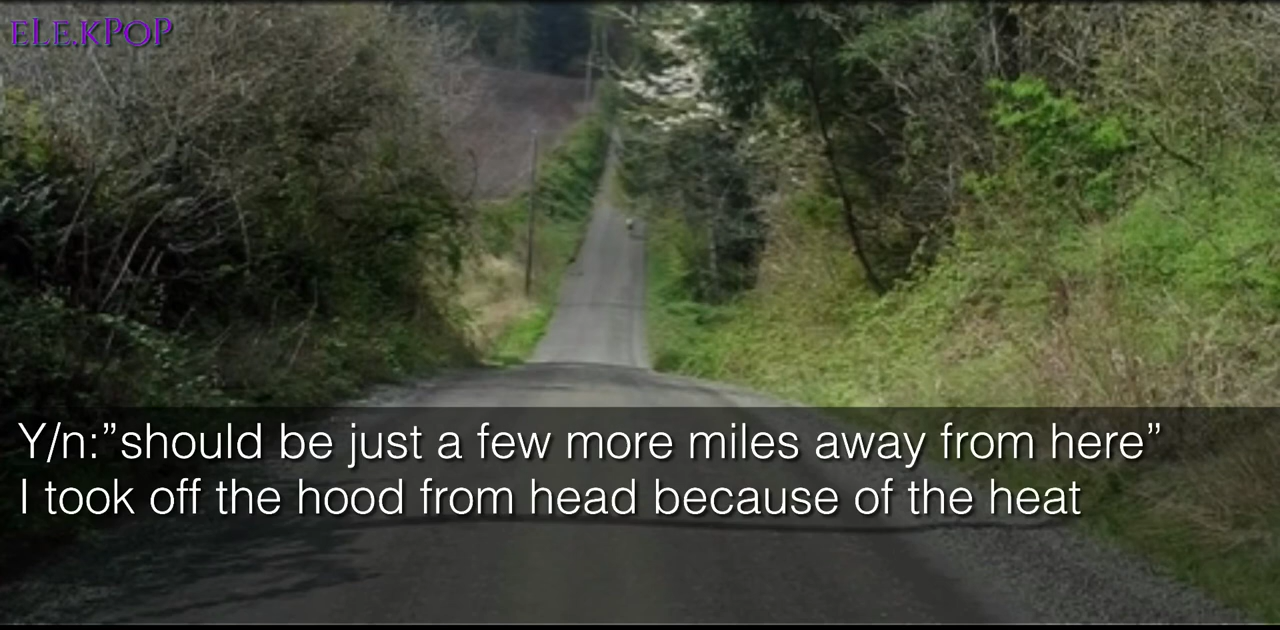 ELE.KPOP
Y/n:”should be just a few more miles away from here”
I took off the hood from head because of the heat